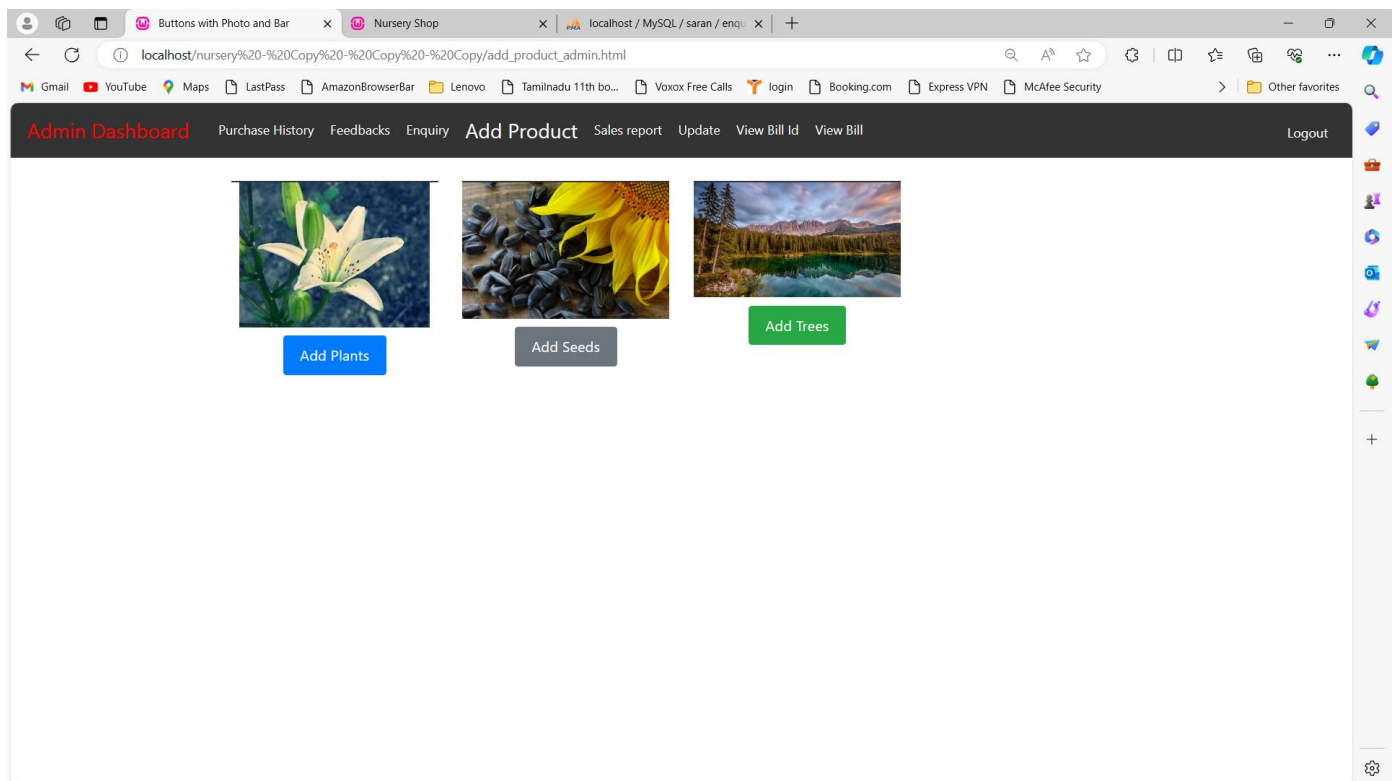 Buttons with Photo and Bar
Nursery Shop
localhost / MySQL / saran / enqu
localhost/nursery%20-%20Copy%20-%20Copy%20-%20Copy/add_product_admin.html
Gmail YouTube Maps LastPass AmazonBrowserBar Lenovo Tamilnadu 11th bo... Voxox Free Calls login Booking.com Express VPN McAfee Security Other favorites
Admin Dashboard Purchase History Feedbacks Enquiry Add Product Sales report Update View Bill Id View Bill Logout
Add Plants
Add Seeds
Add Trees